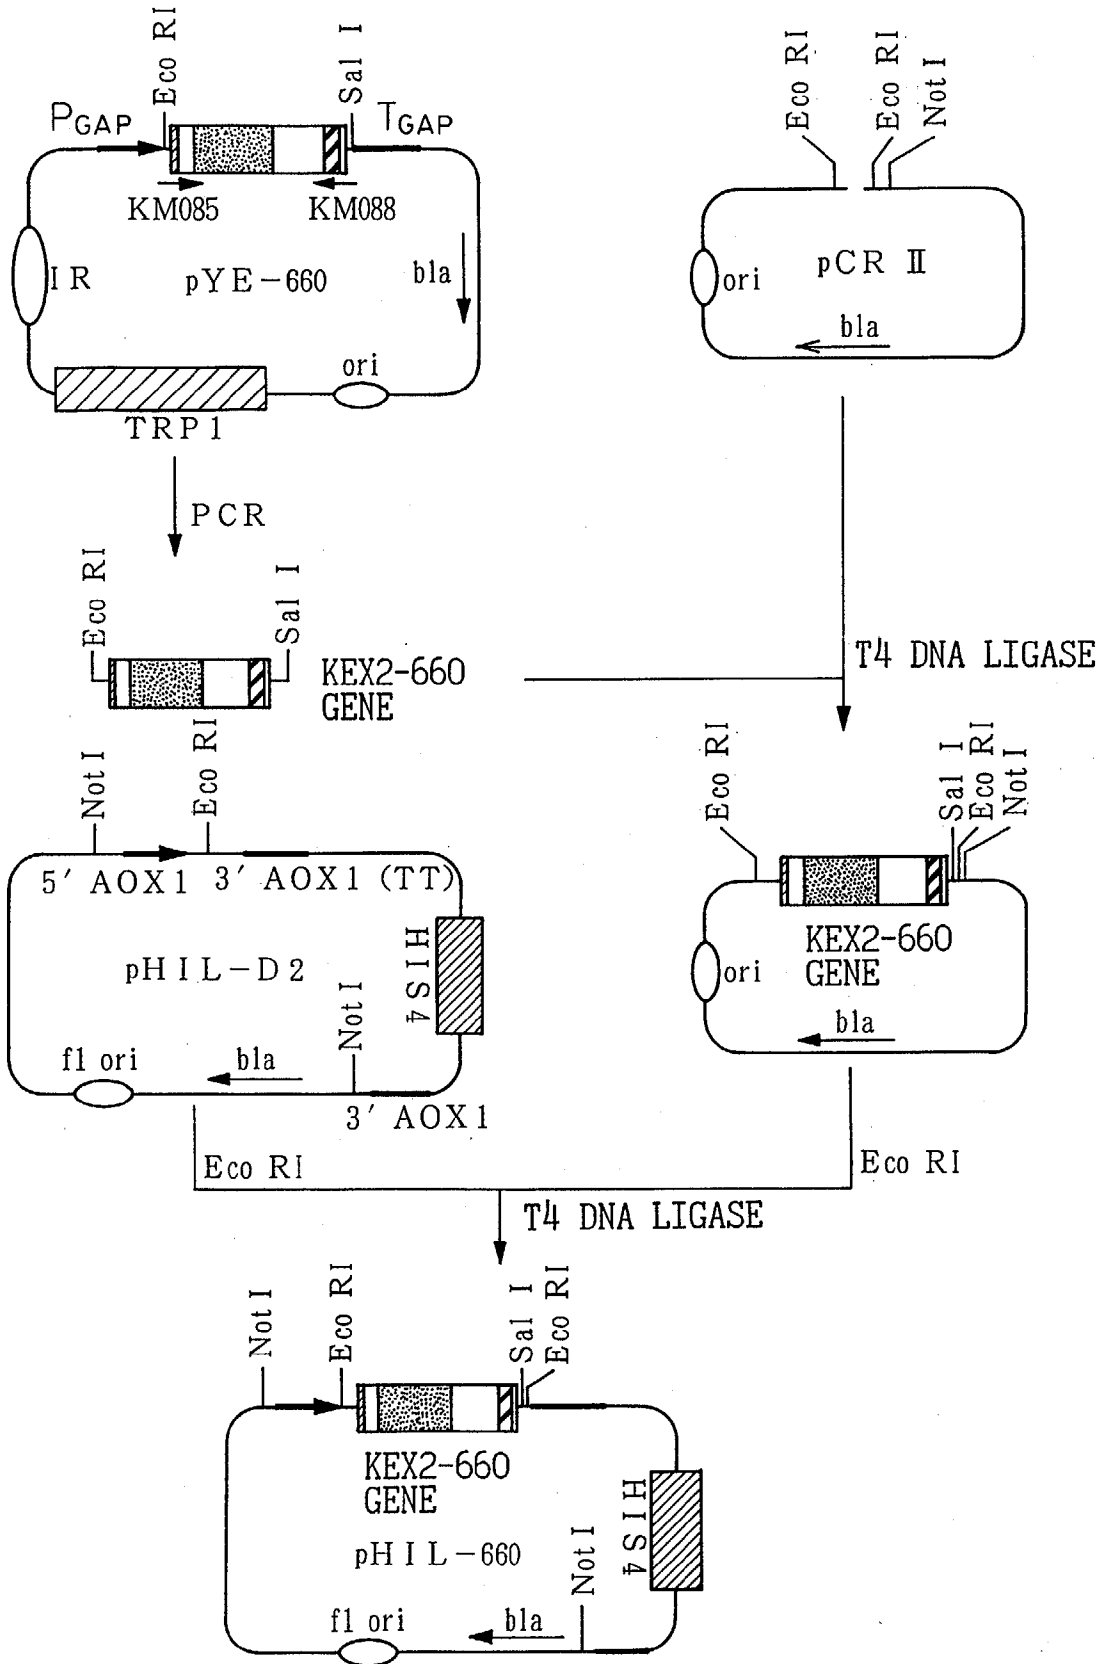 Eco RI
Sal I
PGAP
TGAP
KM085
KM088
IR
pYE-660
bla
ori
TRP1
Eco RI
Eco RI
Not I
pCR II
ori
bla
PCR
Eco RI
Sal I
KEX2-660
GENE
T4 DNA LIGASE
Not I
Eco RI
5' AOX1
3' AOX1 (TT)
pHIL-D2
HIS4
Not I
f1 ori
bla
3' AOX1
Eco RI
Eco RI
Sal I
Eco RI
Not I
KEX2-660
GENE
ori
bla
Eco RI
T4 DNA LIGASE
Not I
Eco RI
Sal I
Eco RI
KEX2-660
GENE
pHIL-660
HIS4
Not I
f1 ori
bla